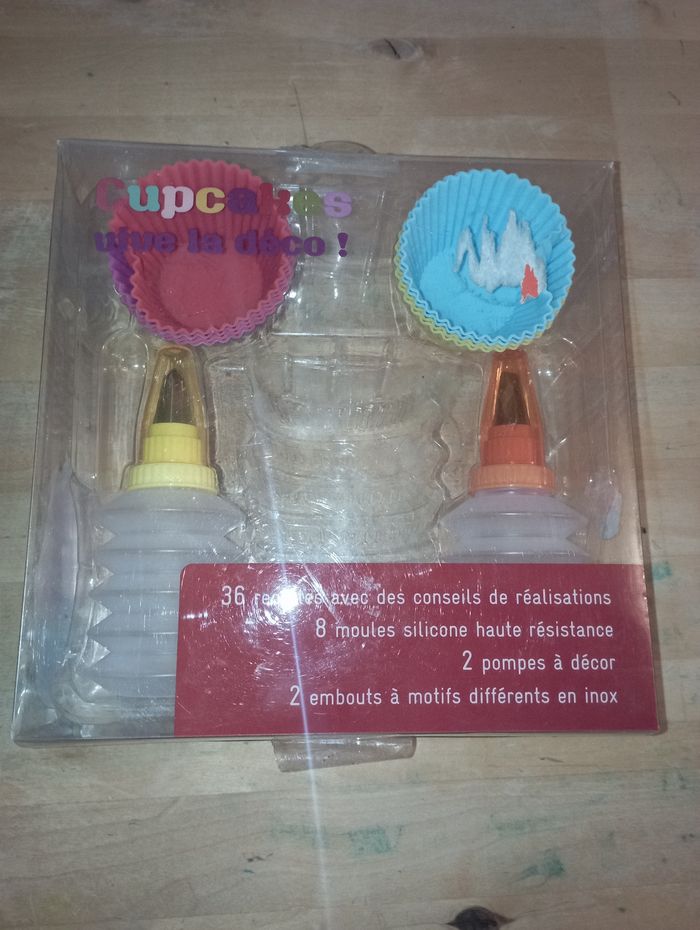 Cupcakes
vive la déco !
36 recettes avec des conseils de réalisations
8 moules silicone haute résistance
2 pompes à décor
2 embouts à motifs différents en inox